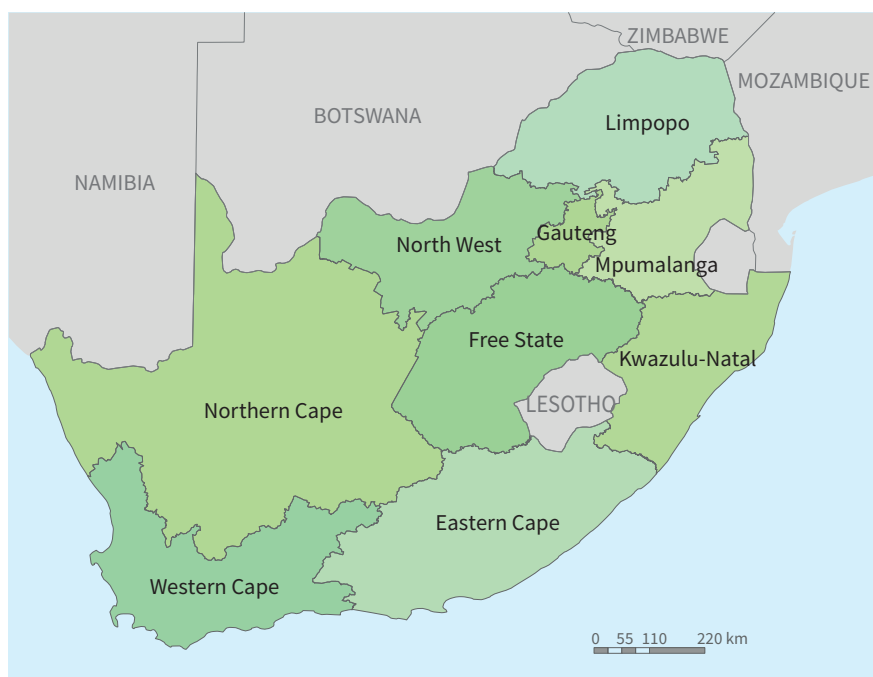 ZIMBABWE
MOZAMBIQUE
BOTSWANA
Limpopo
NAMIBIA
Gauteng
North West
Mpumalanga
Free State
Kwazulu-Natal
LESOTHO
Northern Cape
Eastern Cape
Western Cape
0 55 110 220 km